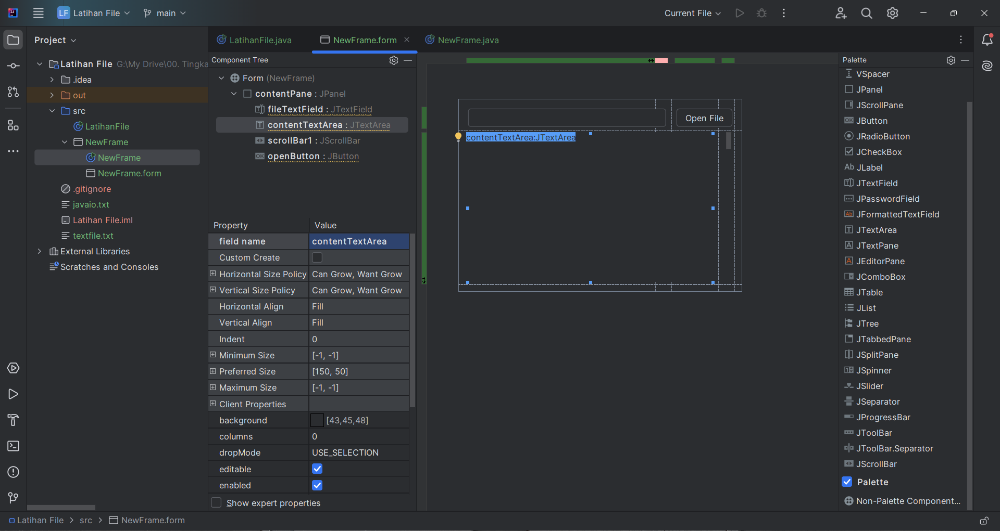 LF Latihan File main Current File
Project
Latihan File G:\My Drive\00. Tingka
.idea
out
src
LatihanFile
NewFrame
NewFrame
NewFrame.form
.gitignore
javaio.txt
Latihan File.iml
textfile.txt
External Libraries
Scratches and Consoles
LatihanFile.java NewFrame.form NewFrame.java
Component Tree
Form (NewFrame)
contentPane : JPanel
fileTextField : JTextField
contentTextArea : JTextArea
scrollBar1 : JScrollBar
openButton : JButton
Property Value
field name contentTextArea
Custom Create
Horizontal Size Policy Can Grow, Want Grow
Vertical Size Policy Can Grow, Want Grow
Horizontal Align Fill
Vertical Align Fill
Indent 0
Minimum Size [-1, -1]
Preferred Size [150, 50]
Maximum Size [-1, -1]
Client Properties
background [43,45,48]
columns 0
dropMode USE_SELECTION
editable
enabled
Show expert properties
Open File
contentTextArea:JTextArea
Palette
VSpacer
JPanel
JScrollPane
JButton
JRadioButton
JCheckBox
JLabel
JTextField
JPasswordField
JFormattedTextField
JTextArea
JTextPane
JEditorPane
JComboBox
JTable
JList
JTree
JTabbedPane
JSplitPane
JSpinner
JSlider
JSeparator
JProgressBar
JToolBar
JToolBar.Separator
JScrollBar
Palette
Non-Palette Component...
Latihan File > src > NewFrame.form